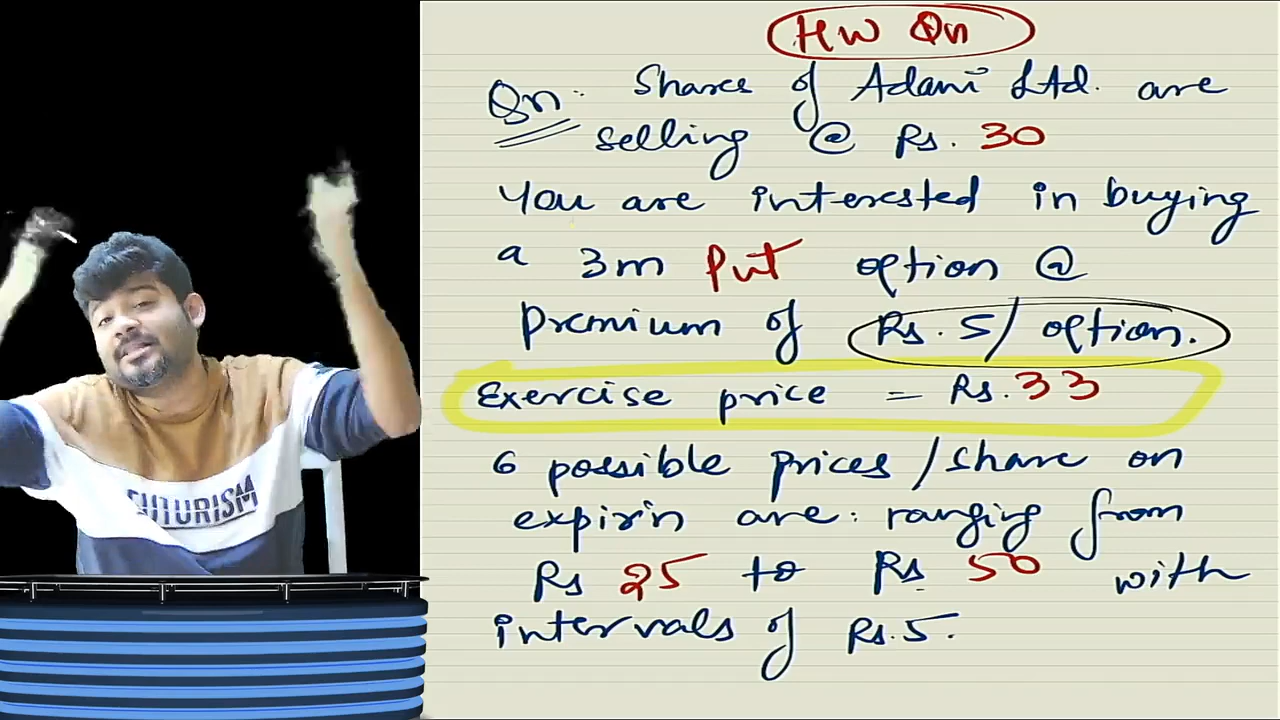 HW Qn
Qn: Shares of Adani Ltd. are
selling @ Rs. 30
You are interested in buying
a 3m Put option @
premium of Rs. 5/option.
Exercise price = Rs. 33
6 possible prices/share on
expirin are: ranging from
Rs 25 to Rs 50 with
intervals of Rs. 5.
FUTURISM